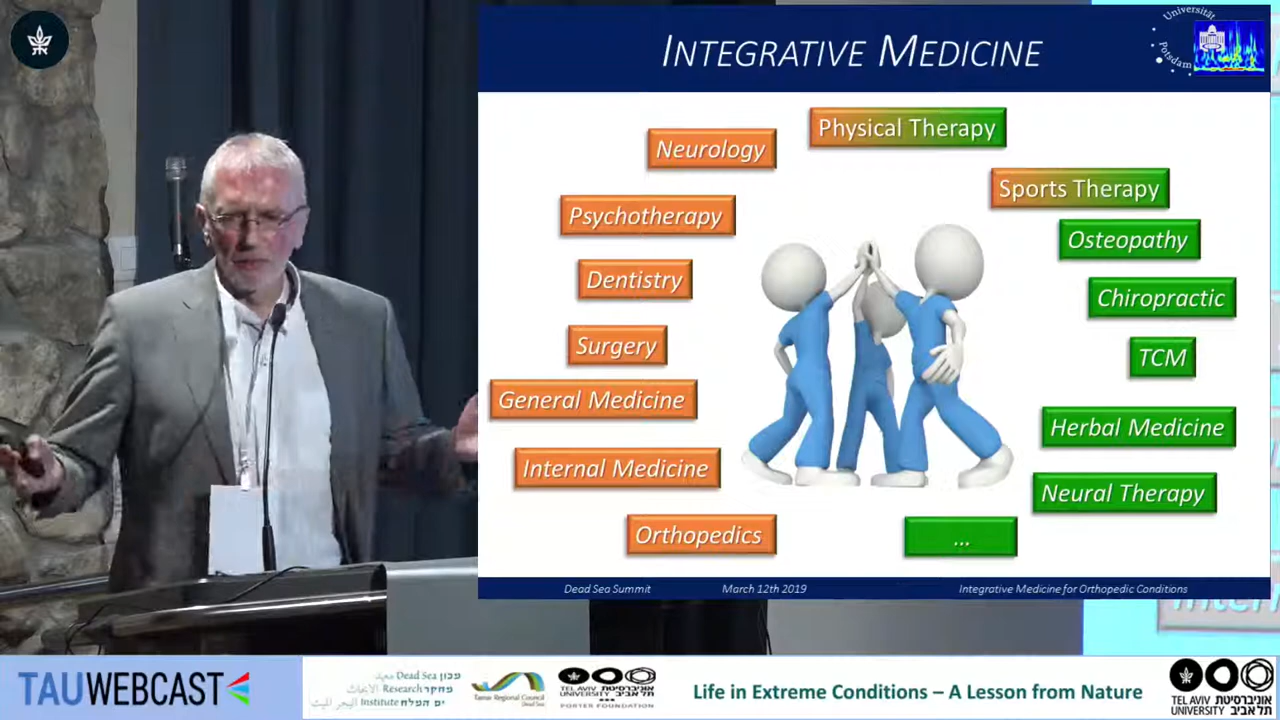 INTEGRATIVE MEDICINE
Universität
Potsdam
Physical Therapy
Neurology
Sports Therapy
Psychotherapy
Osteopathy
Dentistry
Chiropractic
Surgery
TCM
General Medicine
Herbal Medicine
Internal Medicine
Neural Therapy
Orthopedics
...
Dead Sea Summit
March 12th 2019
Integrative Medicine for Orthopedic Conditions
TAUWEBCAST
מכון Dead Sea
מחקר Research
ים המלח Institute
Tamar Regional Council
Dead Sea
TEL AVIV אוניברסיטת
UNIVERSITY תל אביב
PORTER FOUNDATION
Life in Extreme Conditions – A Lesson from Nature
TEL AVIV אוניברסיטת
UNIVERSITY תל אביב